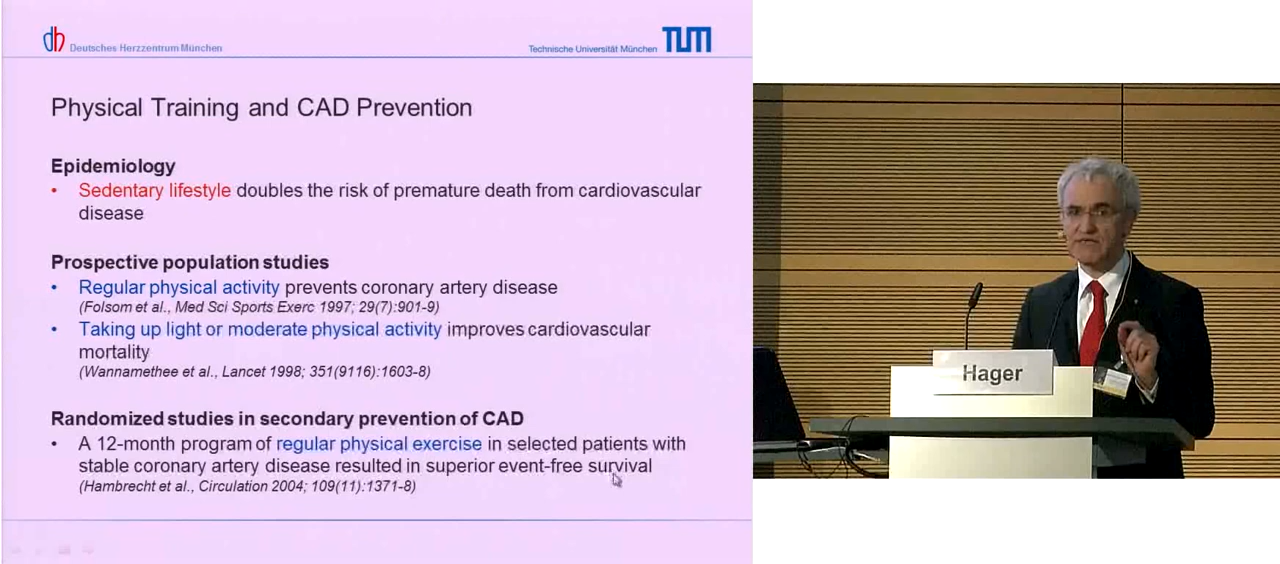 dh Deutsches Herzzentrum München
Technische Universität München TUM
Physical Training and CAD Prevention
Epidemiology
• Sedentary lifestyle doubles the risk of premature death from cardiovascular
disease
Prospective population studies
• Regular physical activity prevents coronary artery disease
(Folsom et al., Med Sci Sports Exerc 1997; 29(7):901-9)
• Taking up light or moderate physical activity improves cardiovascular
mortality
(Wannamethee et al., Lancet 1998; 351(9116):1603-8)
Randomized studies in secondary prevention of CAD
• A 12-month program of regular physical exercise in selected patients with
stable coronary artery disease resulted in superior event-free survival
(Hambrecht et al., Circulation 2004; 109(11):1371-8)
Hager